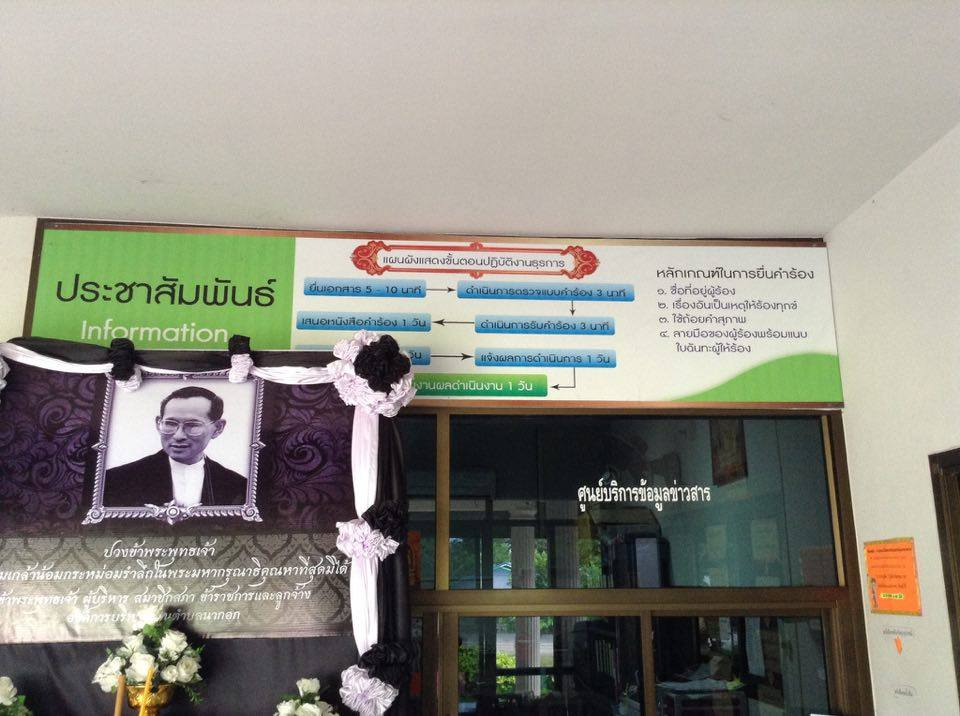 ประชาสัมพันธ์
Information
แผนผังแสดงขั้นตอนปฏิบัติงานธุรการ
ยื่นเอกสาร 5 - 10 นาที
ดำเนินการตรวจแบบคำร้อง 3 นาที
เสนอหนังสือคำร้อง 1 วัน
ดำเนินการรับคำร้อง 3 นาที
วัน
แจ้งผลการดำเนินการ 1 วัน
งานผลดำเนินงาน 1 วัน
หลักเกณฑ์ในการยื่นคำร้อง
๑. ชื่อที่อยู่ผู้ร้อง
๒. เรื่องอันเป็นเหตุให้ร้องทุกข์
๓. ใช้ถ้อยคำสุภาพ
๔. ลายมือของผู้ร้องพร้อมแนบ
ใบฉันทะผู้ให้ร้อง
ศูนย์บริการข้อมูลข่าวสาร
ปวงข้าพระพุทธเจ้า
มเกล้าน้อมกระหม่อมรำลึกในพระมหากรุณาธิคุณหาที่สุดมิได้
ข้าพระพุทธเจ้า ผู้บริหาร สมาชิกสภา ข้าราชการและลูกจ้าง
ตำบลนากอก